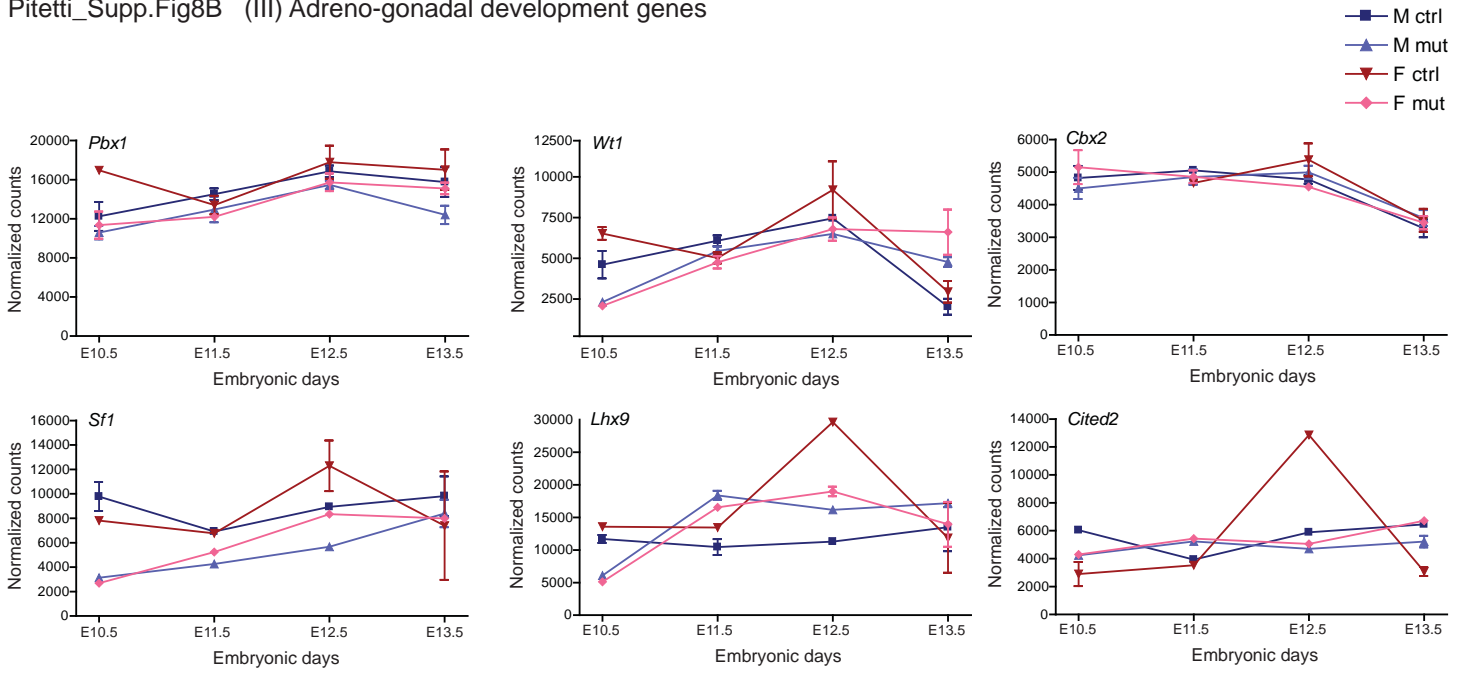 Pitetti_Supp.Fig8B (III) Adreno-gonadal development genes
M ctrl
M mut
F ctrl
F mut
Pbx1
Normalized counts
20000
16000
12000
8000
4000
0
E10.5 E11.5 E12.5 E13.5
Embryonic days
Wt1
Normalized counts
12500
10000
7500
5000
2500
E10.5 E11.5 E12.5 E13.5
Embryonic days
Cbx2
Normalized counts
6000
5000
4000
3000
2000
1000
0
E10.5 E11.5 E12.5 E13.5
Embryonic days
Sf1
Normalized counts
16000
14000
12000
10000
8000
6000
4000
2000
0
E10.5 E11.5 E12.5 E13.5
Embryonic days
Lhx9
Normalized counts
30000
25000
20000
15000
10000
5000
0
E10.5 E11.5 E12.5 E13.5
Embryonic days
Cited2
Normalized counts
14000
12000
10000
8000
6000
4000
2000
0
E10.5 E11.5 E12.5 E13.5
Embryonic days